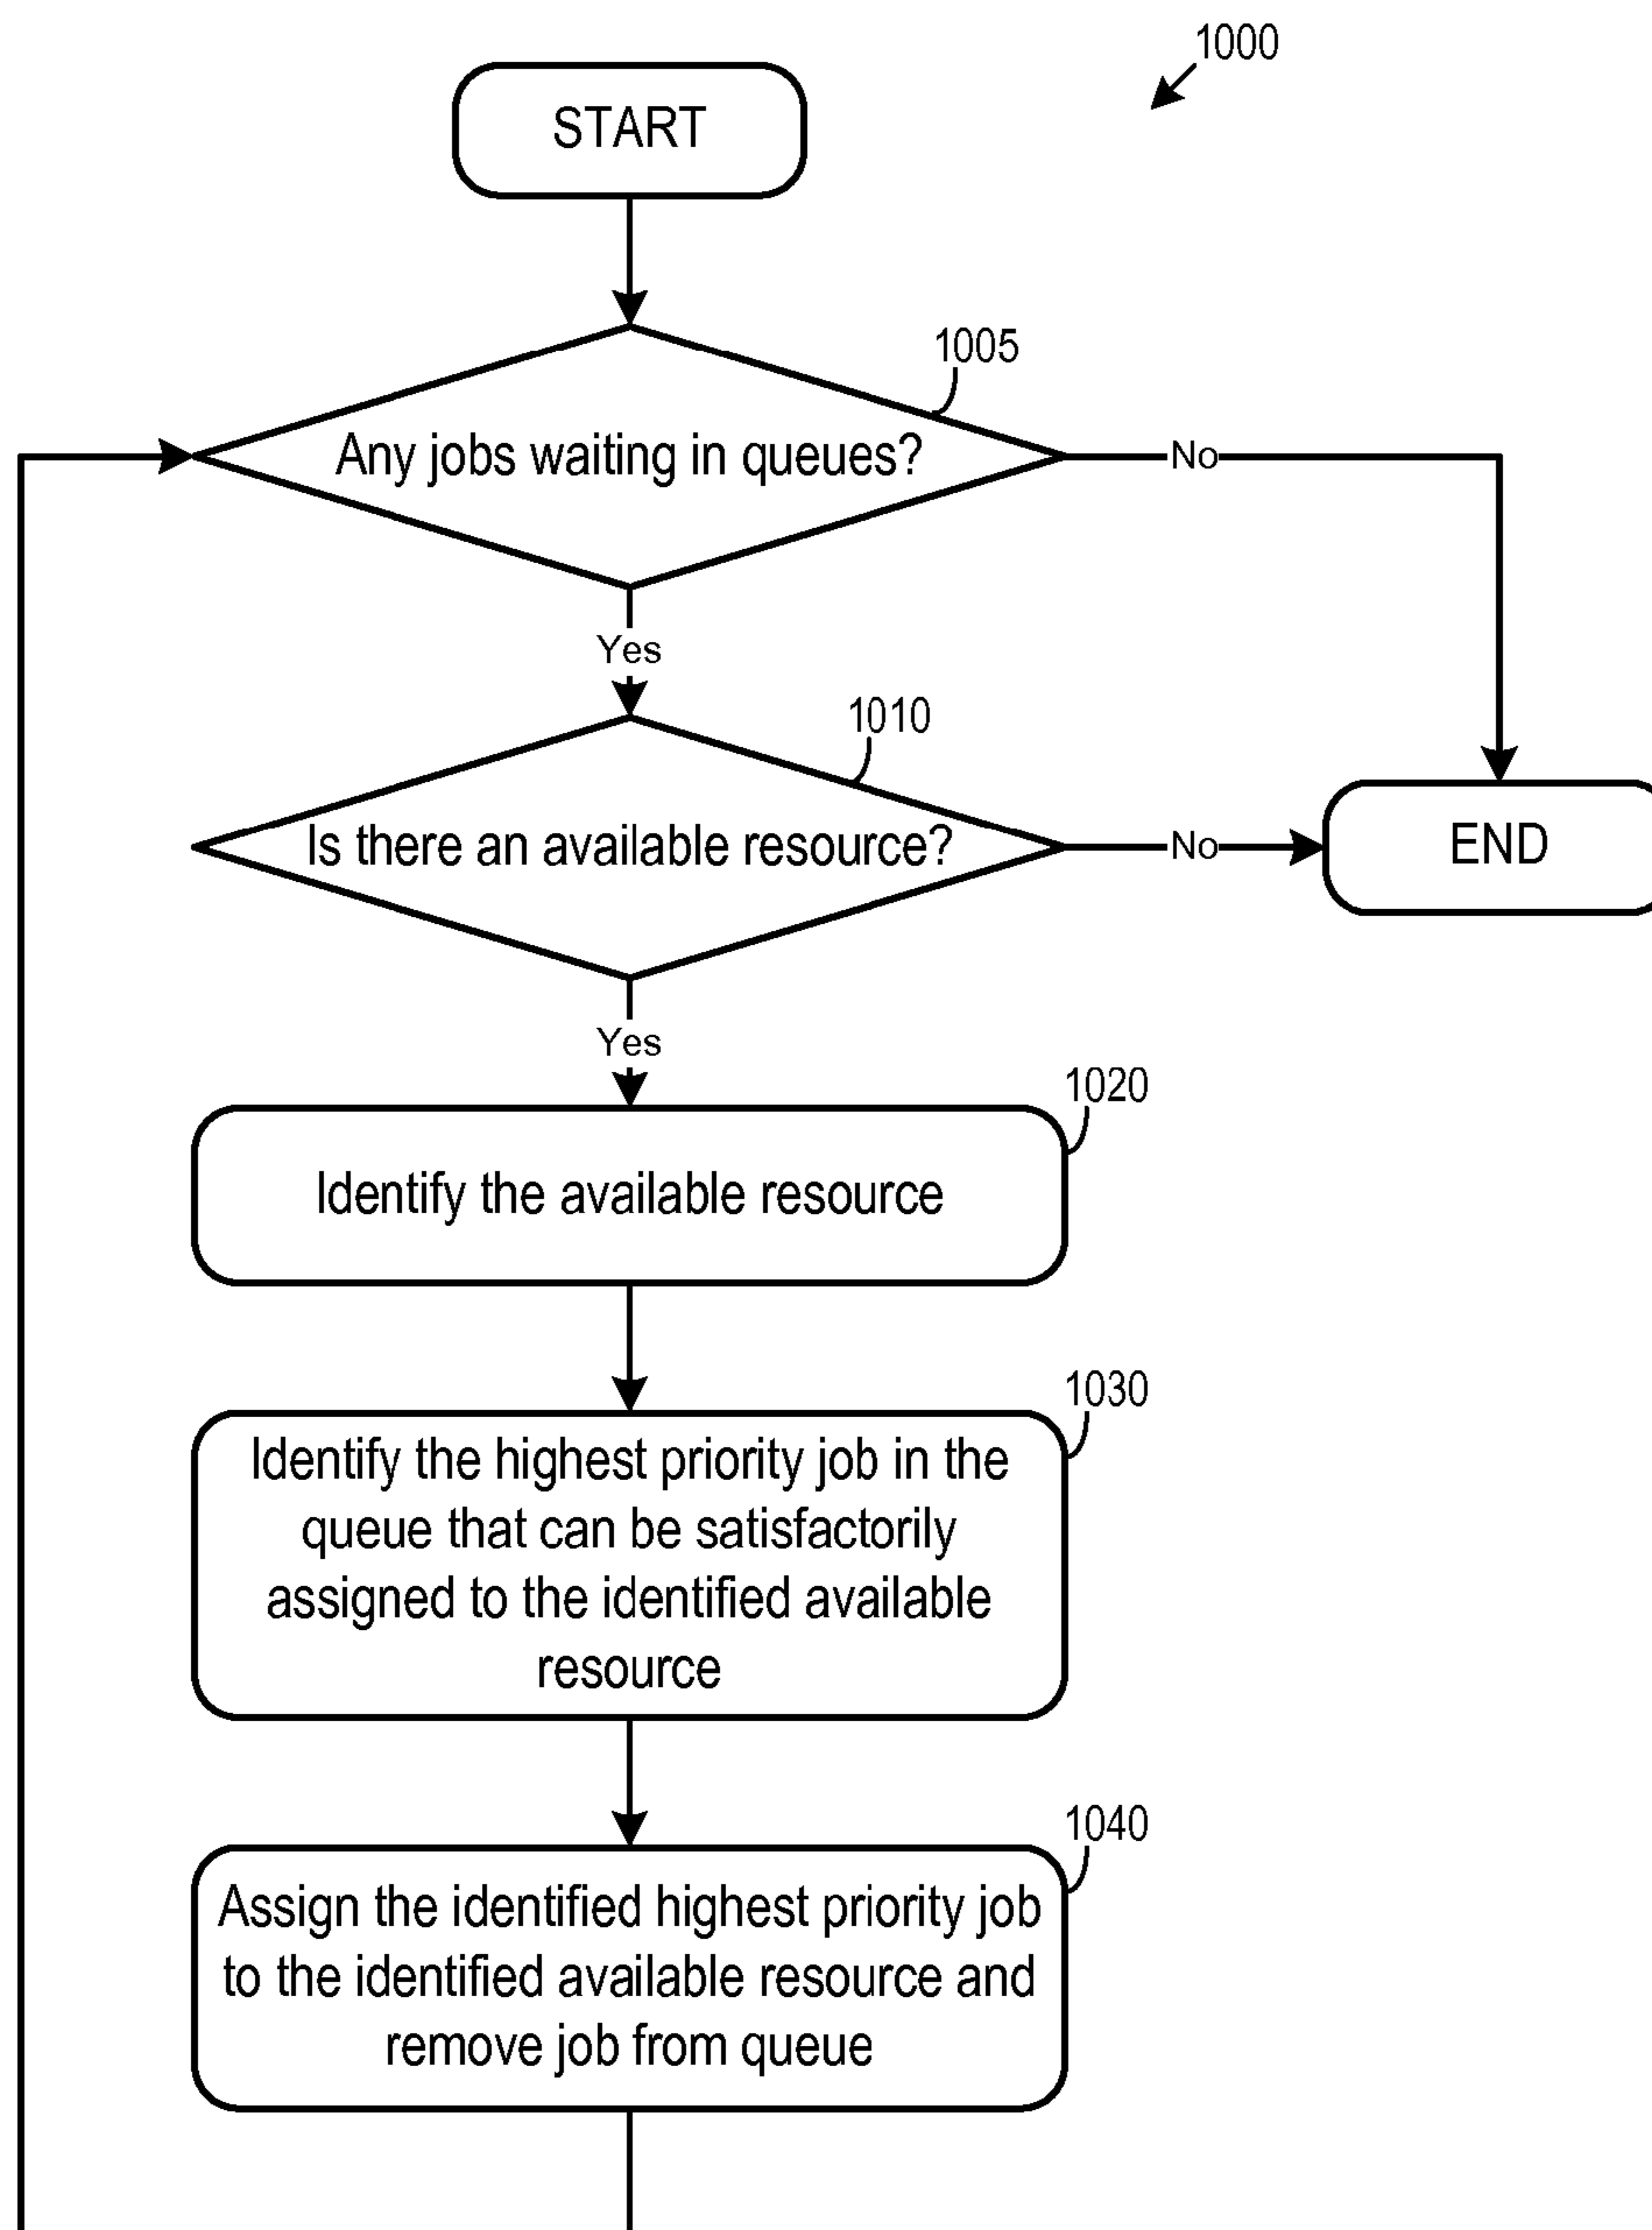 1000
START
1005
Any jobs waiting in queues?
No
Yes
1010
Is there an available resource?
No
END
Yes
1020
Identify the available resource
1030
Identify the highest priority job in the
queue that can be satisfactorily
assigned to the identified available
resource
1040
Assign the identified highest priority job
to the identified available resource and
remove job from queue